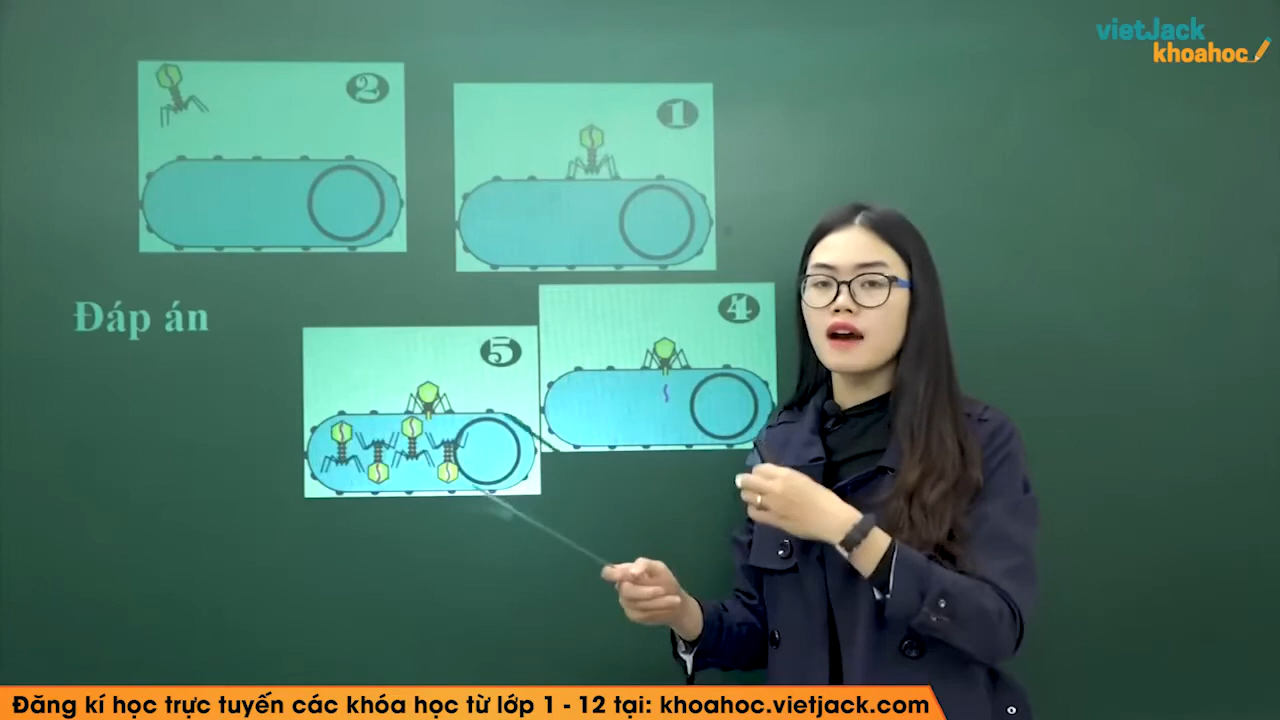 vietJack
khoahoc
2
1
Đáp án
4
5
Đăng kí học trực tuyến các khóa học từ lớp 1 - 12 tại: khoahoc.vietjack.com